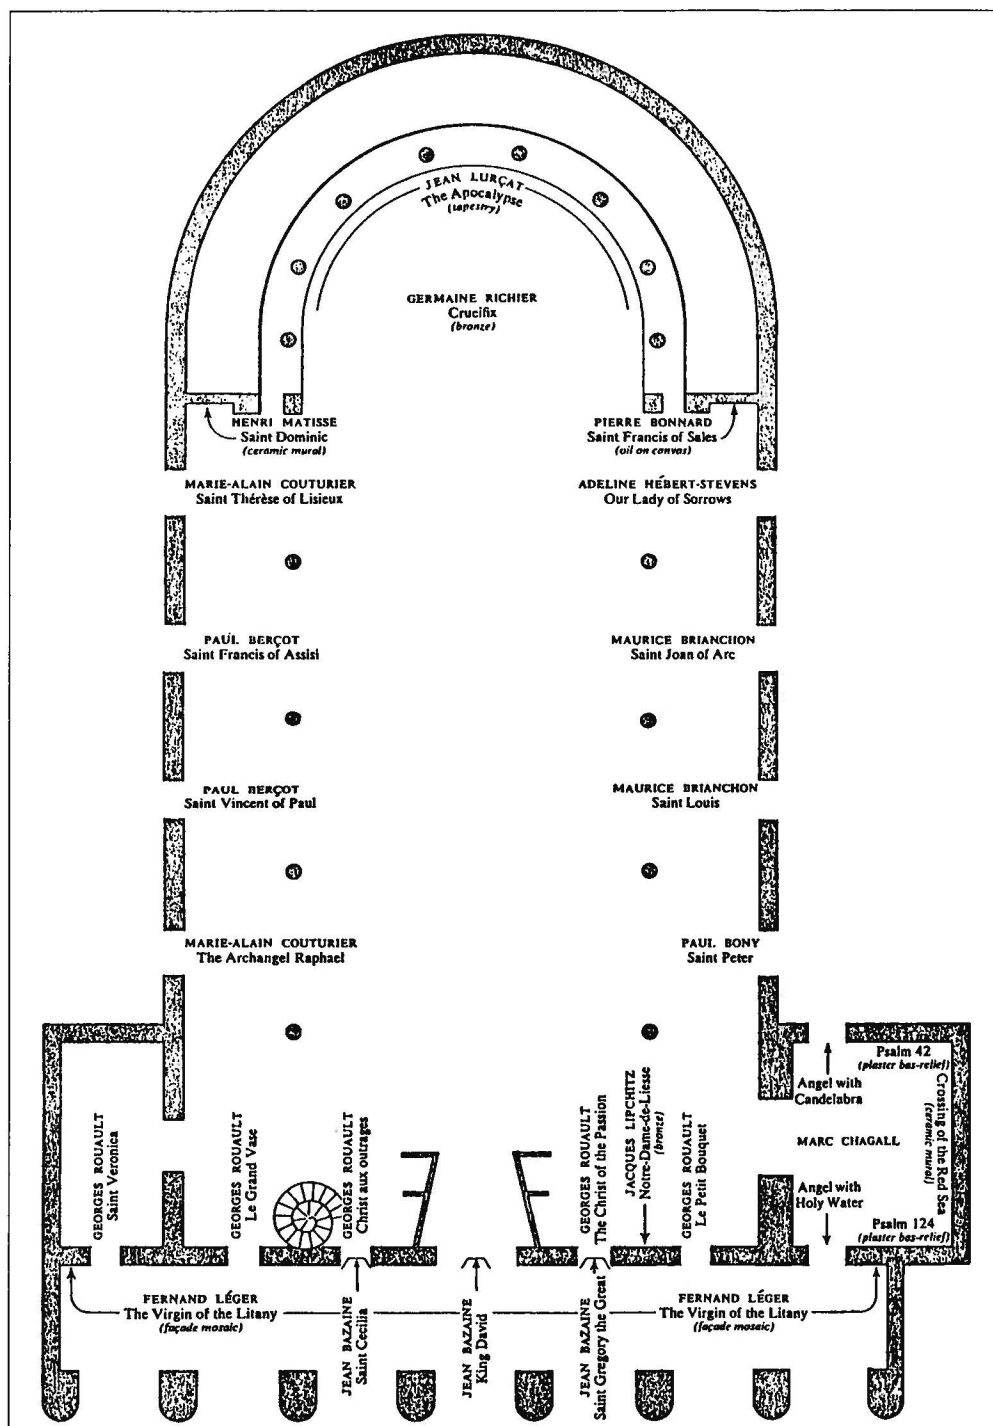 JEAN LURÇAT
The Apocalypse
(tapestry)
GERMAINE RICHIER
Crucifix
(bronze)
HENRI MATISSE
Saint Dominic
(ceramic mural)
PIERRE BONNARD
Saint Francis of Sales
(oil on canvas)
MARIE-ALAIN COUTURIER
Saint Thérèse of Lisieux
ADELINE HÉBERT-STEVENS
Our Lady of Sorrows
PAUL BERÇOT
Saint Francis of Assisi
MAURICE BRIANCHON
Saint Joan of Arc
PAUL BERÇOT
Saint Vincent of Paul
MAURICE BRIANCHON
Saint Louis
MARIE-ALAIN COUTURIER
The Archangel Raphael
PAUL BONY
Saint Peter
GEORGES ROUAULT
Saint Veronica
GEORGES ROUAULT
Le Grand Vase
GEORGES ROUAULT
Christ aux outrages
GEORGES ROUAULT
The Christ of the Passion
JACQUES LIPCHITZ
Notre-Dame-de-Liesse
(bronze)
GEORGES ROUAULT
Le Petit Bouquet
Psalm 42
(plaster bas-relief)
Angel with
Candelabra
MARC CHAGALL
Crossing of the Red Sea
(ceramic mural)
Angel with
Holy Water
Psalm 124
(plaster bas-relief)
FERNAND LÉGER
The Virgin of the Litany
(façade mosaic)
JEAN BAZAINE
Saint Cecilia
JEAN BAZAINE
King David
JEAN BAZAINE
Saint Gregory the Great
FERNAND LÉGER
The Virgin of the Litany
(façade mosaic)